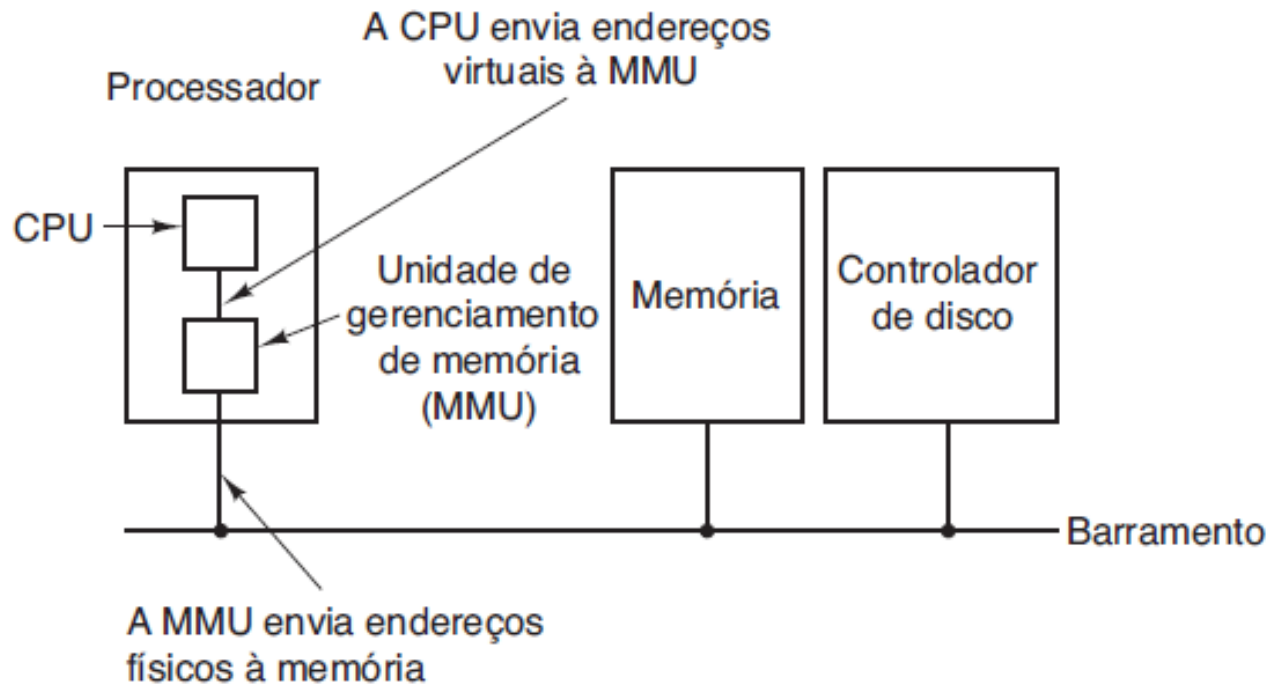 A CPU envia endereços
virtuais à MMU
Processador
CPU
Unidade de
gerenciamento
de memória
(MMU)
Memória
Controlador
de disco
Barramento
A MMU envia endereços
físicos à memória